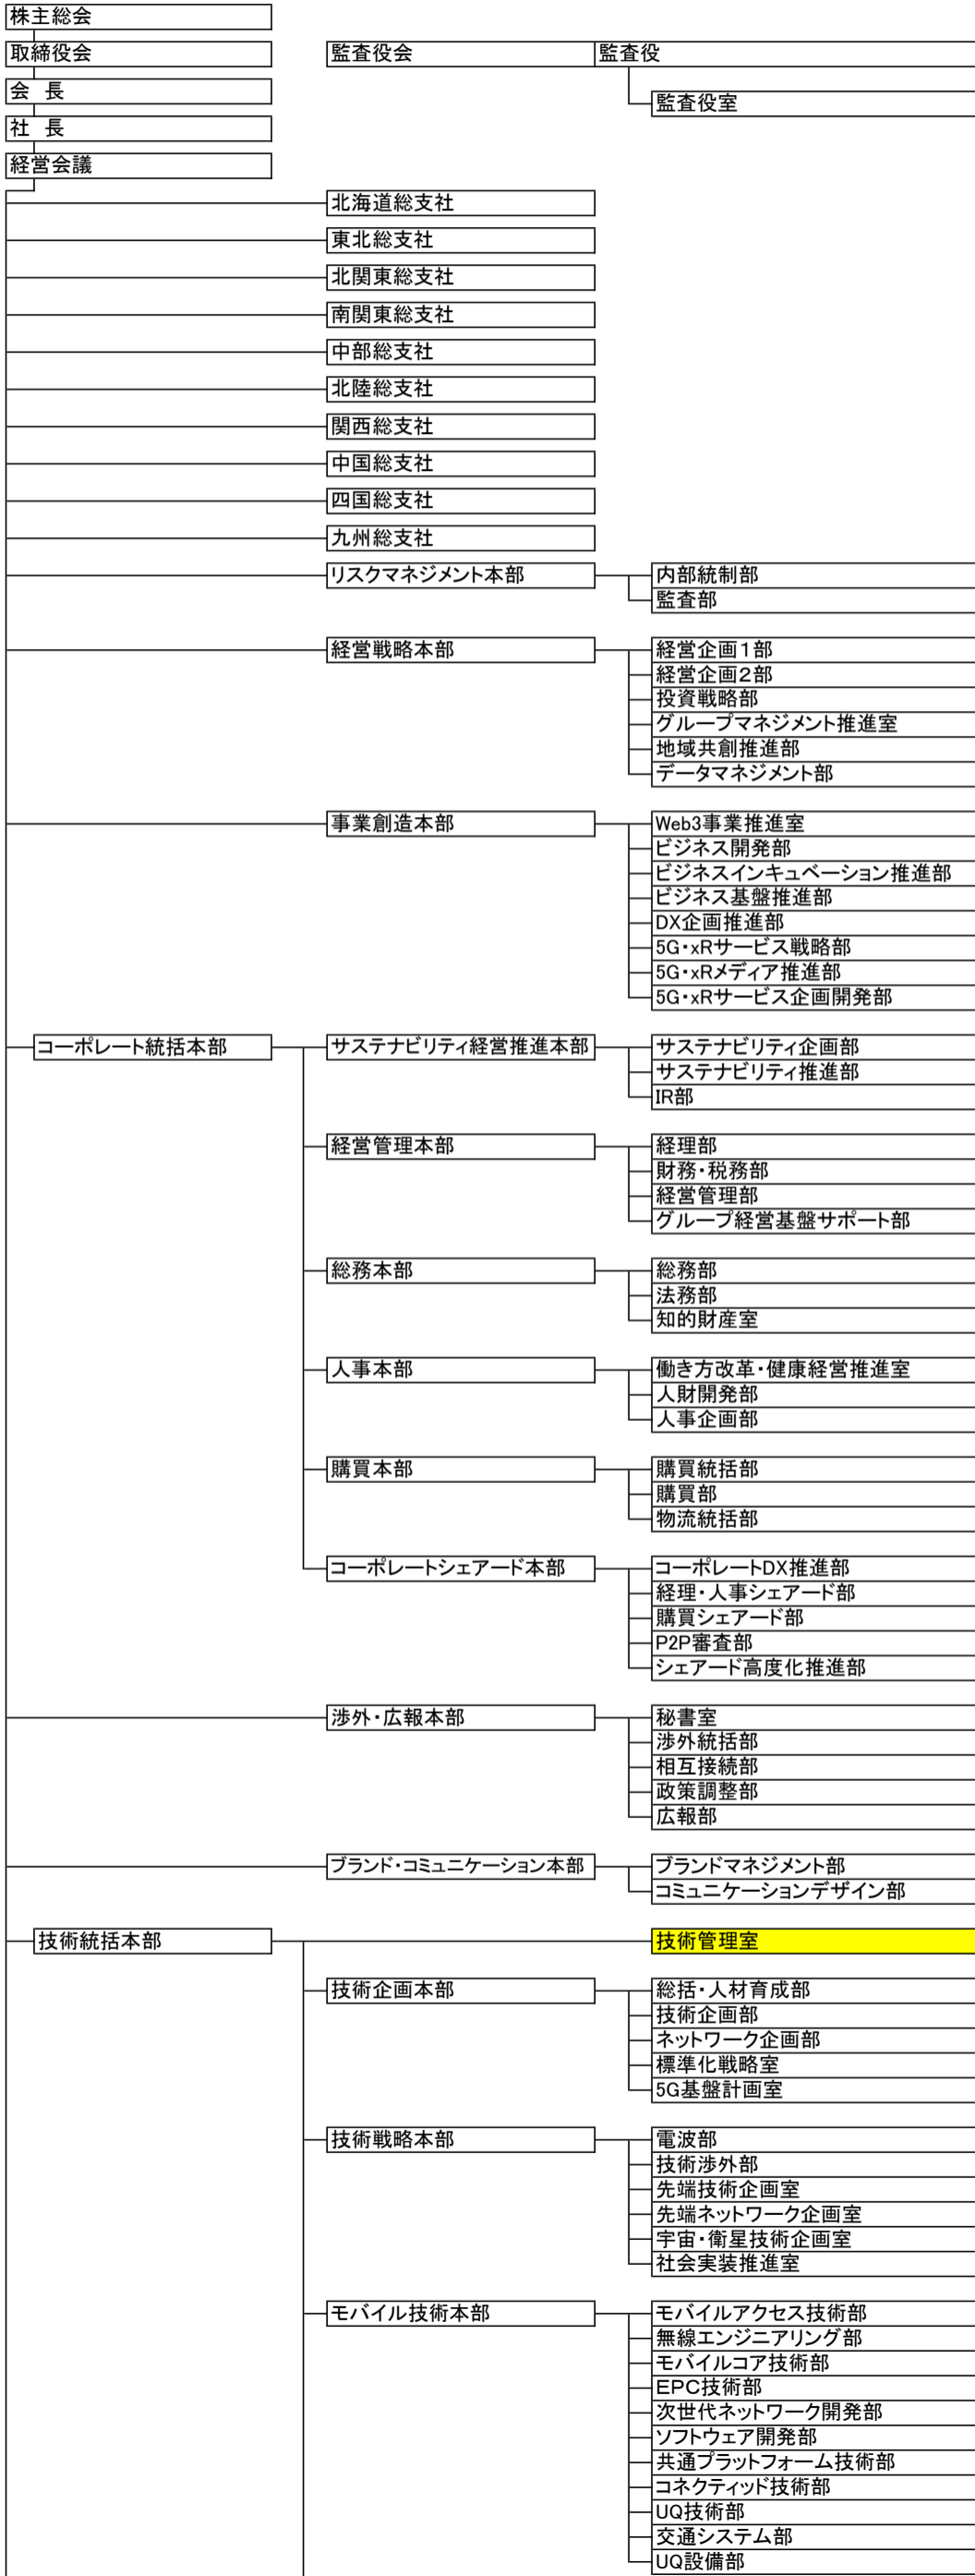 株主総会
取締役会
監査役会
監査役
会　長
監査役室
社　長
経営会議
北海道総支社
東北総支社
北関東総支社
南関東総支社
中部総支社
北陸総支社
関西総支社
中国総支社
四国総支社
九州総支社
リスクマネジメント本部
内部統制部
監査部
経営戦略本部
経営企画1部
経営企画2部
投資戦略部
グループマネジメント推進室
地域共創推進部
データマネジメント部
事業創造本部
Web3事業推進室
ビジネス開発部
ビジネスインキュベーション推進部
ビジネス基盤推進部
DX企画推進部
5G・xRサービス戦略部
5G・xRメディア推進部
5G・xRサービス企画開発部
コーポレート統括本部
サステナビリティ経営推進本部
サステナビリティ企画部
サステナビリティ推進部
IR部
経営管理本部
経理部
財務・税務部
経営管理部
グループ経営基盤サポート部
総務本部
総務部
法務部
知的財産室
人事本部
働き方改革・健康経営推進室
人財開発部
人事企画部
購買本部
購買統括部
購買部
物流統括部
コーポレートシェアード本部
コーポレートDX推進部
経理・人事シェアード部
購買シェアード部
P2P審査部
シェアード高度化推進部
渉外・広報本部
秘書室
渉外統括部
相互接続部
政策調整部
広報部
ブランド・コミュニケーション本部
ブランドマネジメント部
コミュニケーションデザイン部
技術統括本部
技術管理室
技術企画本部
総括・人材育成部
技術企画部
ネットワーク企画部
標準化戦略室
5G基盤計画室
技術戦略本部
電波部
技術渉外部
先端技術企画室
先端ネットワーク企画室
宇宙・衛星技術企画室
社会実装推進室
モバイル技術本部
モバイルアクセス技術部
無線エンジニアリング部
モバイルコア技術部
EPC技術部
次世代ネットワーク開発部
ソフトウェア開発部
共通プラットフォーム技術部
コネクティッド技術部
UQ技術部
交通システム部
UQ設備部